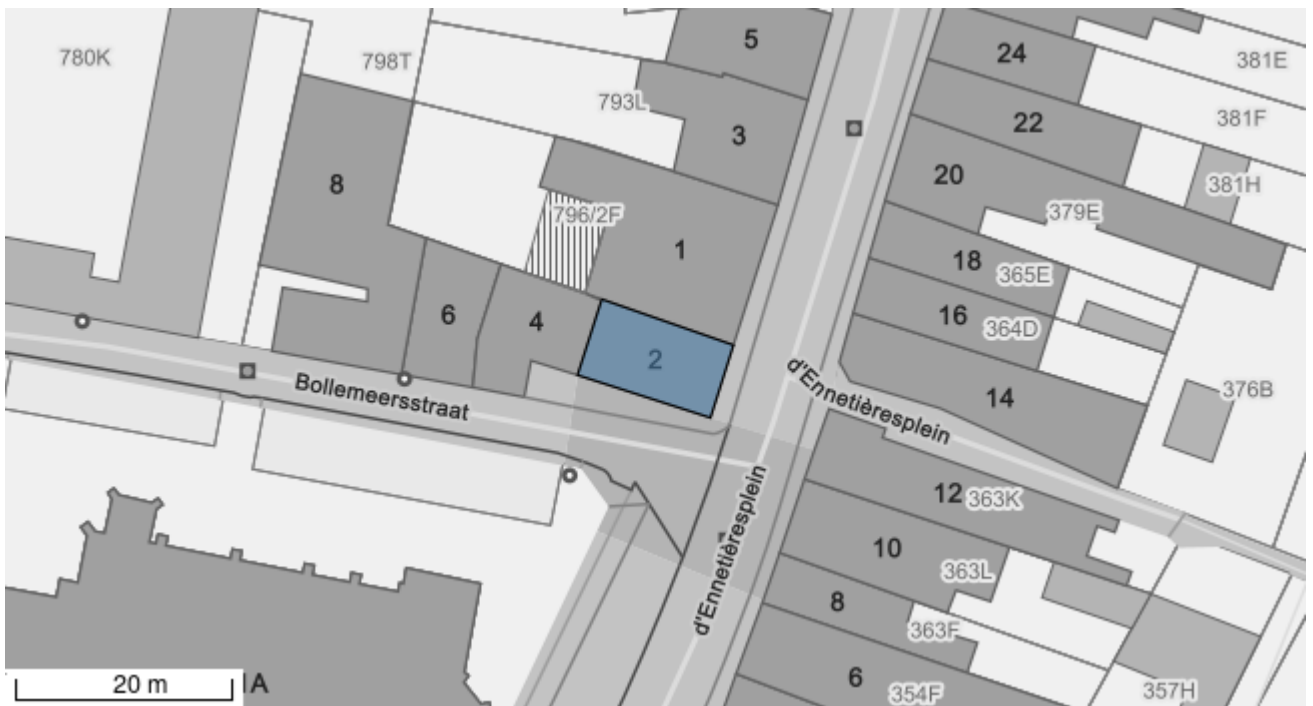 5
24
381E
780K
798T
793L
22
381F
3
8
20
381H
796/2F
379E
1
18
365E
6
4
16
364D
2
d'Ennetièresplein
Bollemeersstraat
14
376B
12
363K
d'Ennetièresplein
10
363L
8
363F
6
354F
357H
20 m
1A